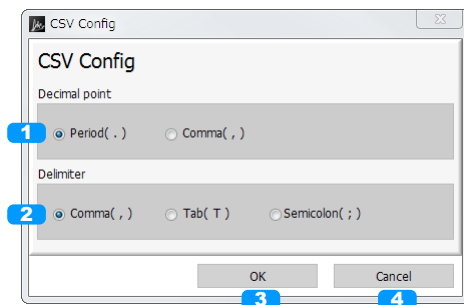 CSV Config
CSV Config
Decimal point
1 Period( . ) Comma( , )
Delimiter
2 Comma( , ) Tab( T ) Semicolon( ; )
OK Cancel
3 4